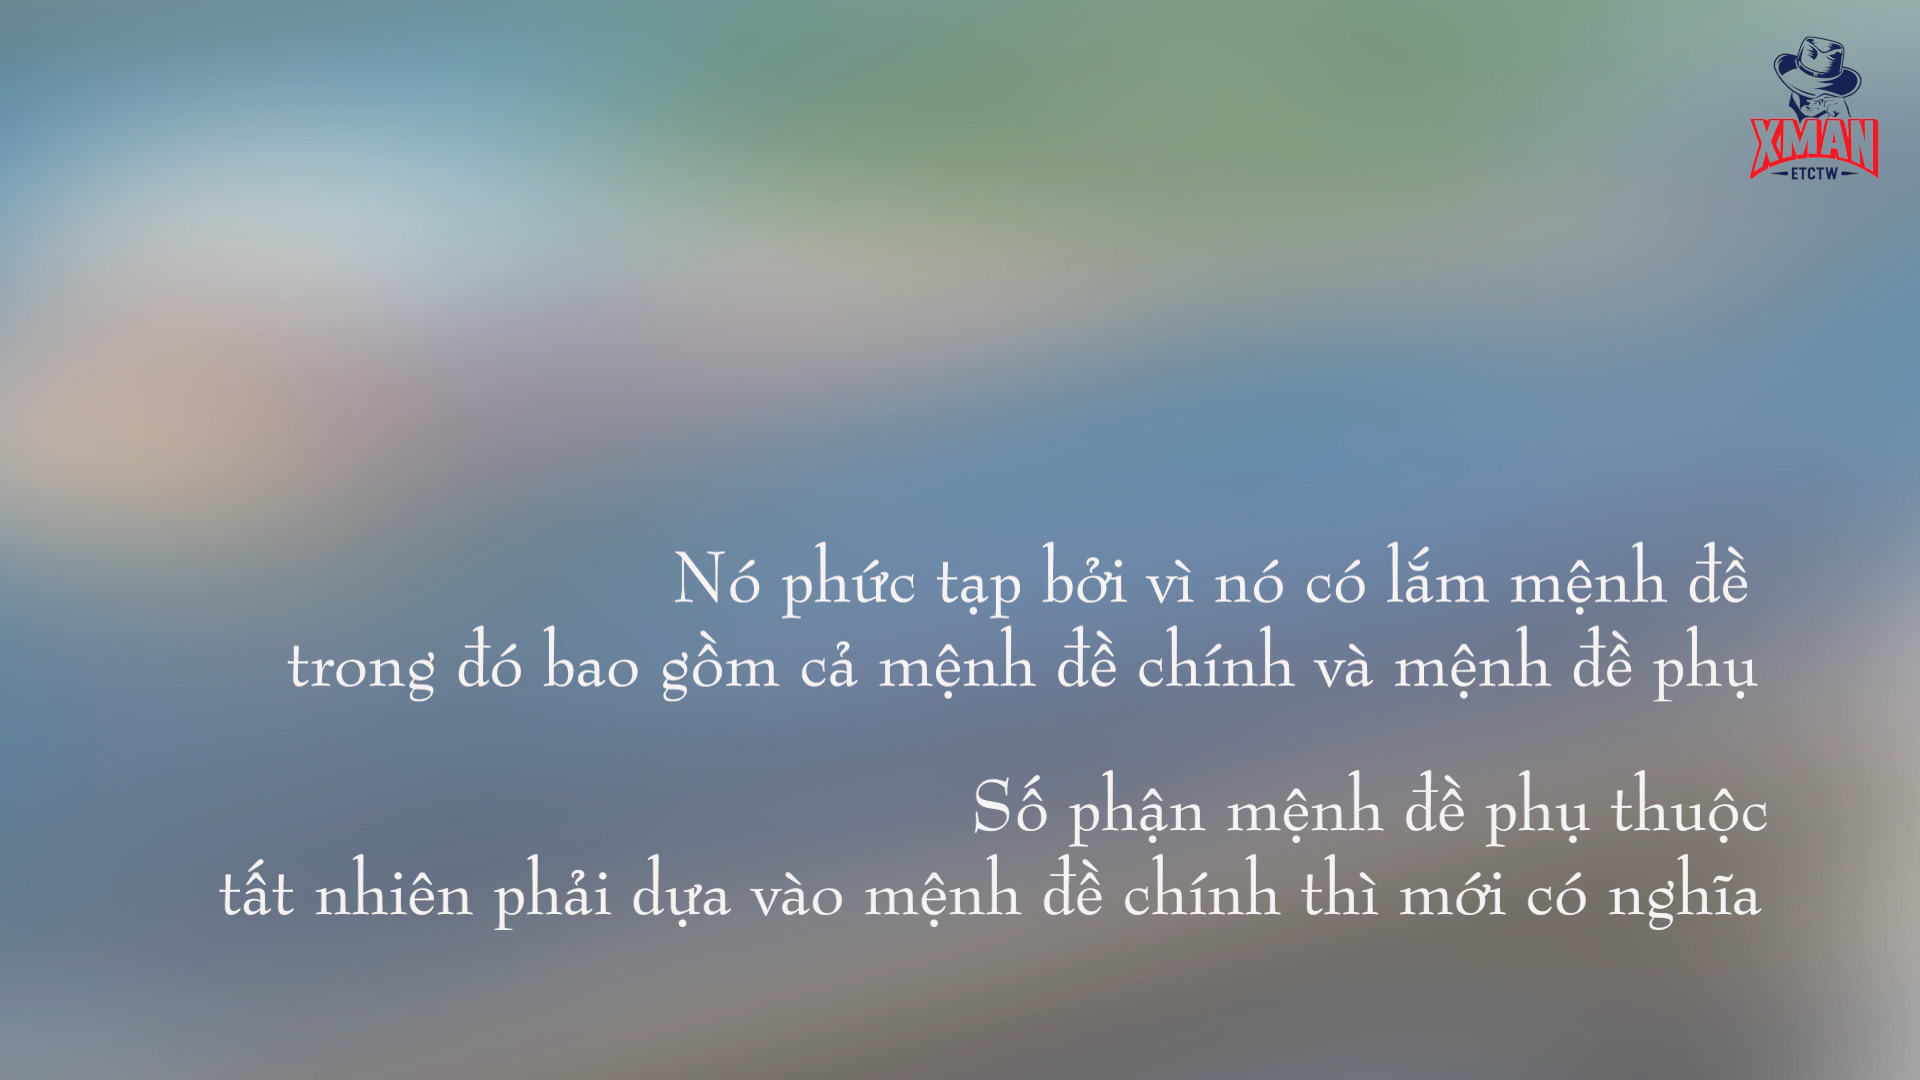 XMAN
ETCTW
Nó phức tạp bởi vì nó có lắm mệnh đề
trong đó bao gồm cả mệnh đề chính và mệnh đề phụ
Số phận mệnh đề phụ thuộc
tất nhiên phải dựa vào mệnh đề chính thì mới có nghĩa